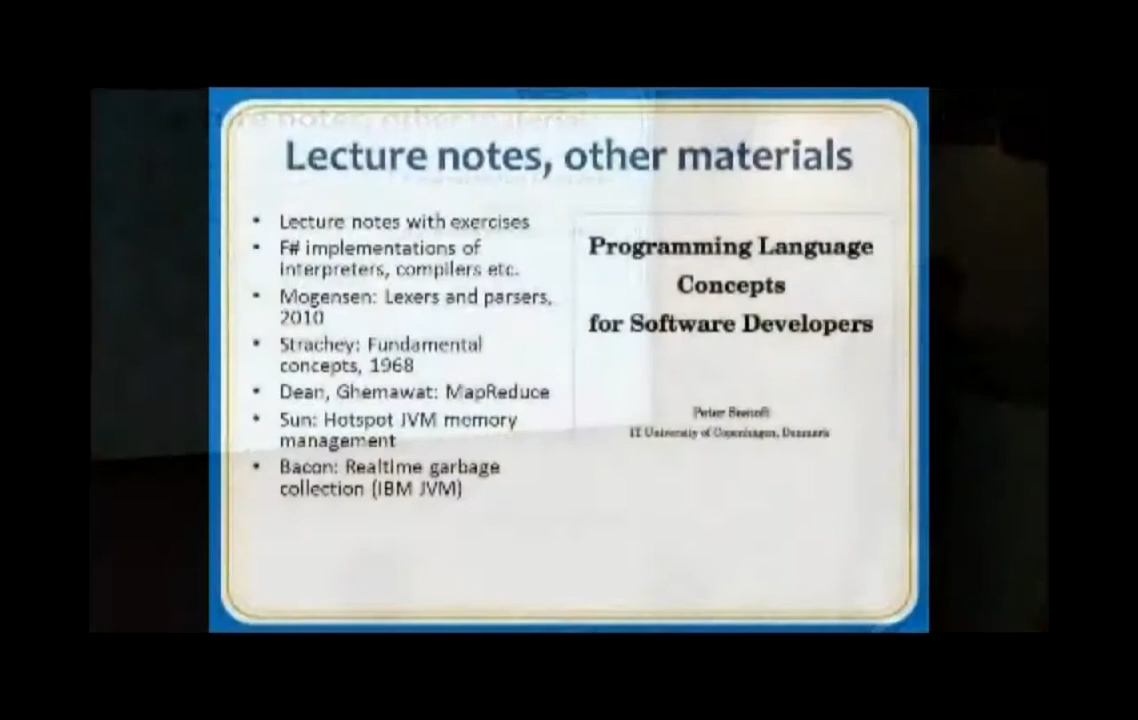 Lecture notes, other materials
• Lecture notes with exercises
• F# implementations of
interpreters, compilers etc.
• Mogensen: Lexers and parsers,
2010
• Strachey: Fundamental
concepts, 1968
• Dean, Ghemawat: MapReduce
• Sun: Hotspot JVM memory
management
• Bacon: Realtime garbage
collection (IBM JVM)
Programming Language
Concepts
for Software Developers
Peter Sestoft
IT University of Copenhagen, Denmark